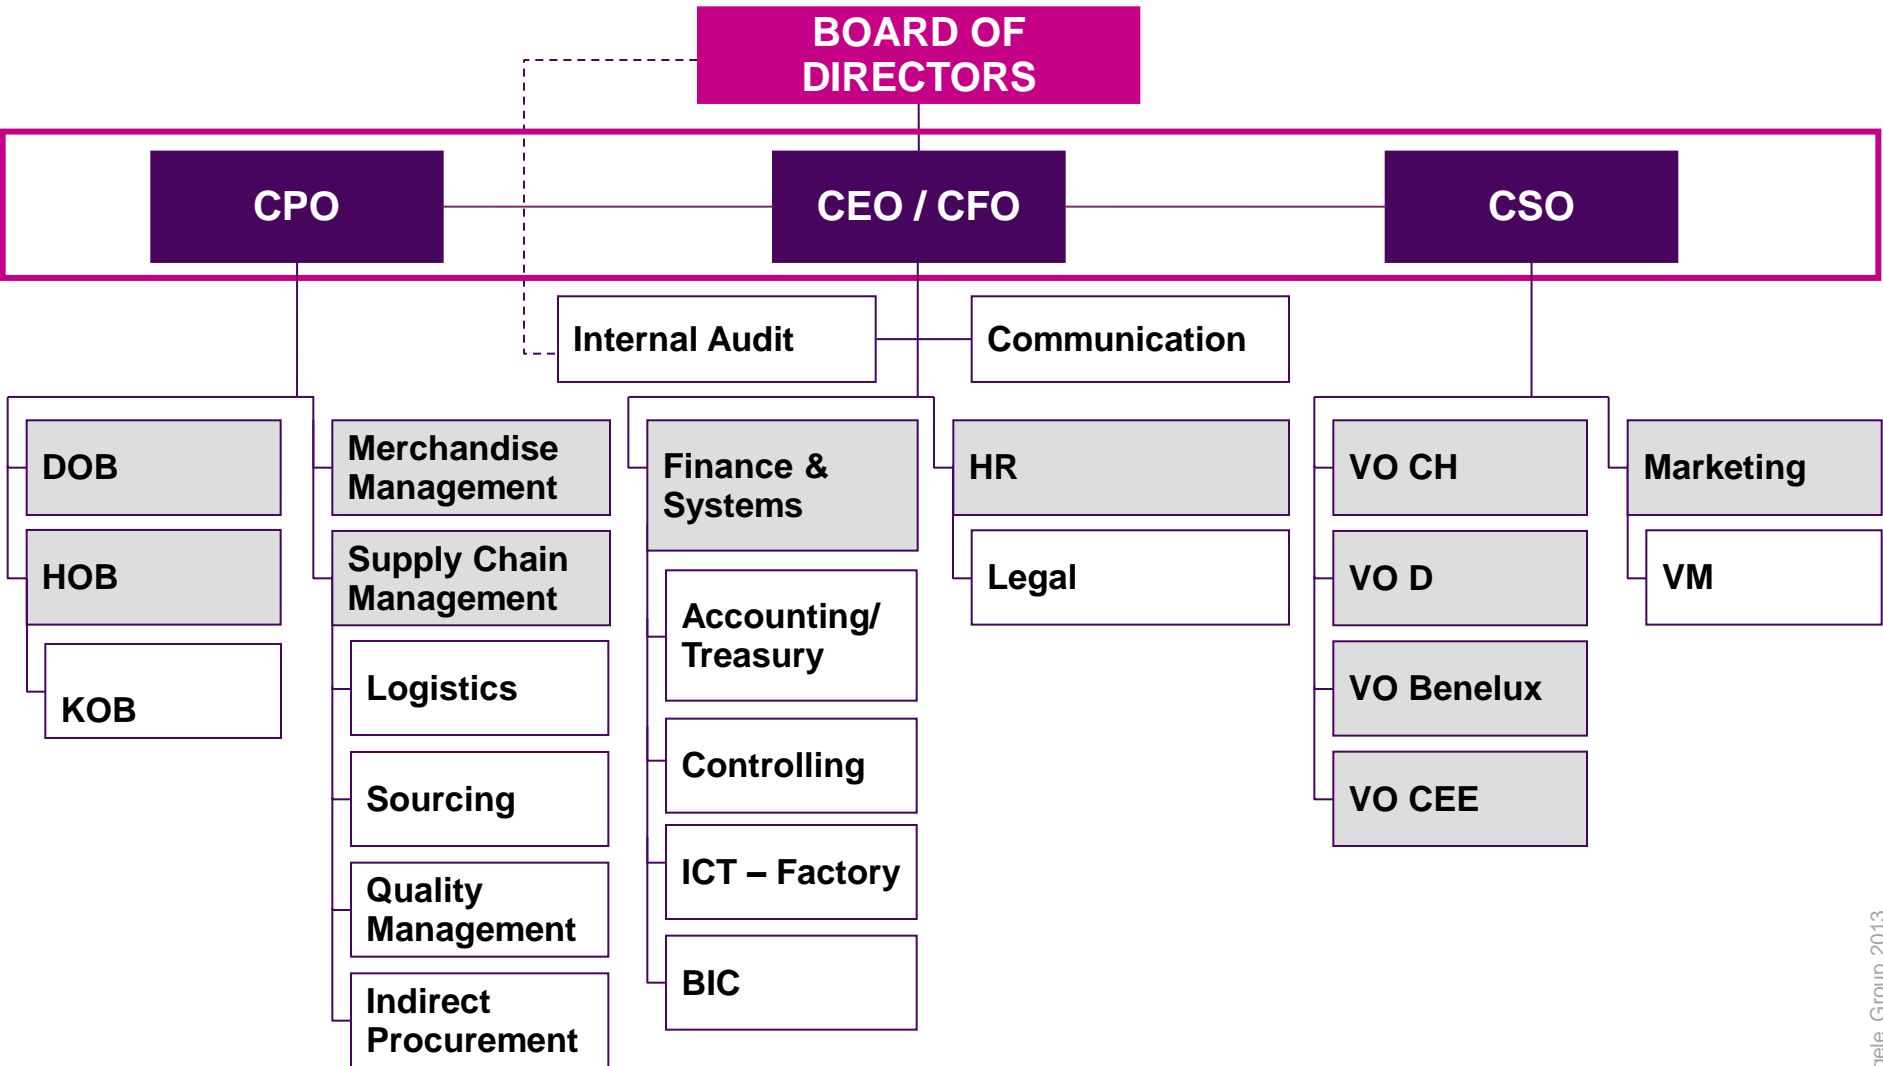 BOARD OF
DIRECTORS
CPO
CEO / CFO
CSO
Internal Audit
Communication
DOB
HOB
KOB
Merchandise
Management
Supply Chain
Management
Logistics
Sourcing
Quality
Management
Indirect
Procurement
Finance &
Systems
Accounting/
Treasury
Controlling
ICT – Factory
BIC
HR
Legal
VO CH
VO D
VO Benelux
VO CEE
Marketing
VM
Group 2013